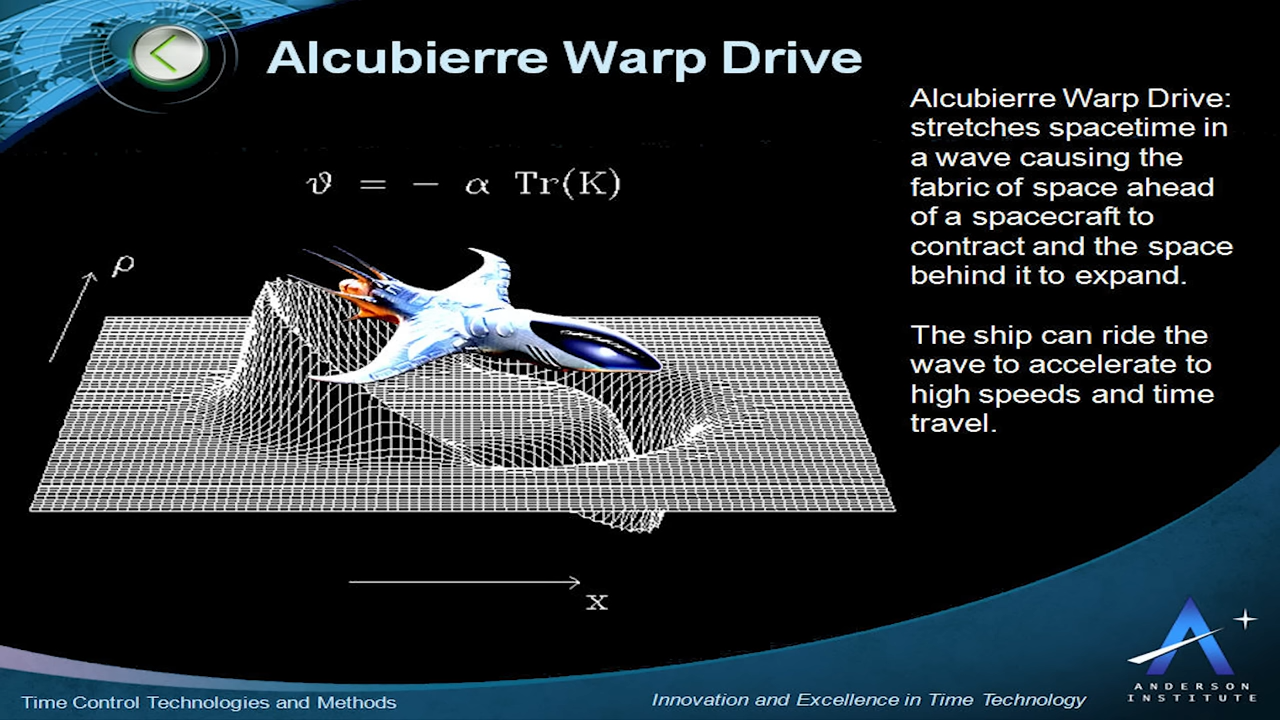 Alcubierre Warp Drive
Alcubierre Warp Drive:
stretches spacetime in
a wave causing the
fabric of space ahead
of a spacecraft to
contract and the space
behind it to expand.
The ship can ride the
wave to accelerate to
high speeds and time
travel.
ϑ = − α Tr(K)
ρ
x
Time Control Technologies and Methods
Innovation and Excellence in Time Technology
ANDERSON
INSTITUTE